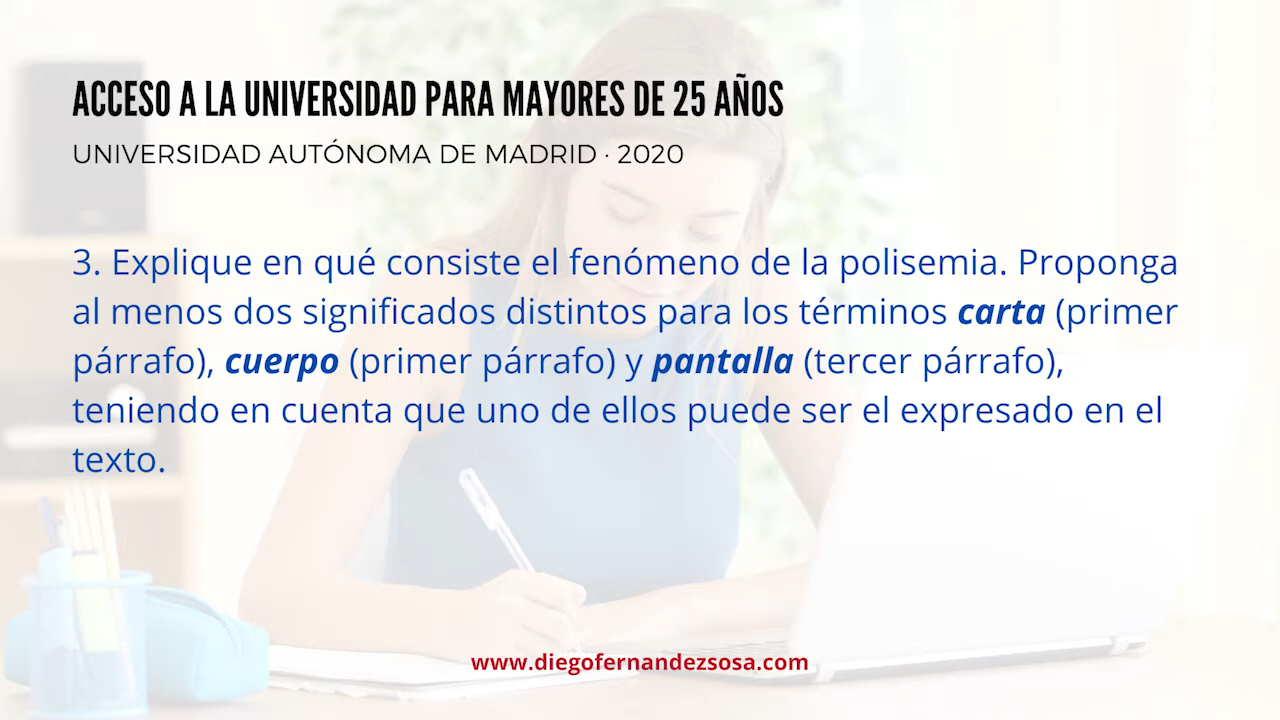 ACCESO A LA UNIVERSIDAD PARA MAYORES DE 25 AÑOS
UNIVERSIDAD AUTÓNOMA DE MADRID · 2020
3. Explique en qué consiste el fenómeno de la polisemia. Proponga
al menos dos significados distintos para los términos carta (primer
párrafo), cuerpo (primer párrafo) y pantalla (tercer párrafo),
teniendo en cuenta que uno de ellos puede ser el expresado en el
texto.
www.diegofernandezsosa.com